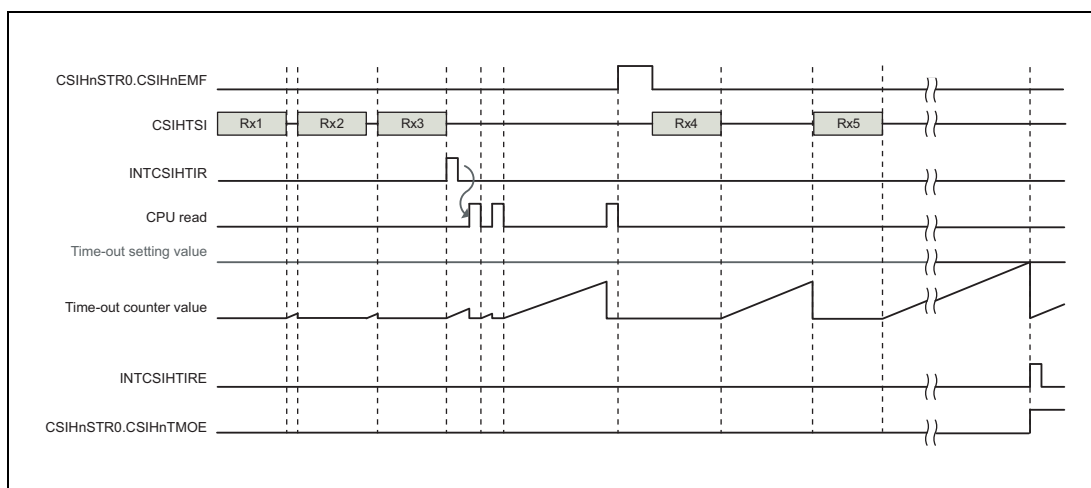 CSIHnSTR0.CSIHnEMF
CSIHTSI
Rx1
Rx2
Rx3
Rx4
Rx5
INTCSIHTIR
CPU read
Time-out setting value
Time-out counter value
INTCSIHTIRE
CSIHnSTR0.CSIHnTMOE